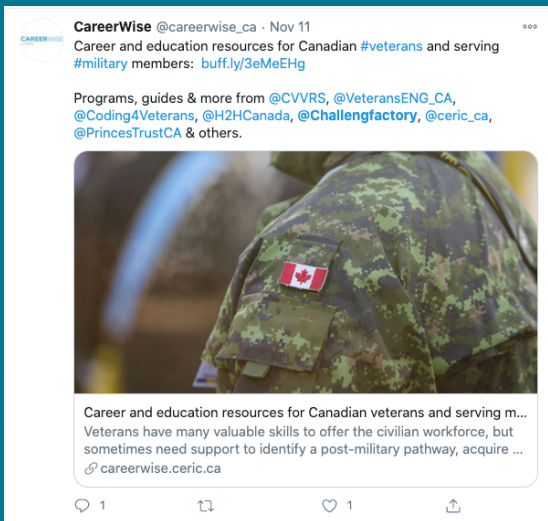 CareerWise @careerwise_ca · Nov 11
CAREERWISE
Career and education resources for Canadian #veterans and serving
#military members: buff.ly/3eMeEHg
Programs, guides & more from @CVVRS, @VeteransENG_CA,
@Coding4Veterans, @H2HCanada, @Challengfactory, @ceric_ca,
@PrincesTrustCA & others.
Career and education resources for Canadian veterans and serving m...
Veterans have many valuable skills to offer the civilian workforce, but
sometimes need support to identify a post-military pathway, acquire ...
careerwise.ceric.ca
1
1